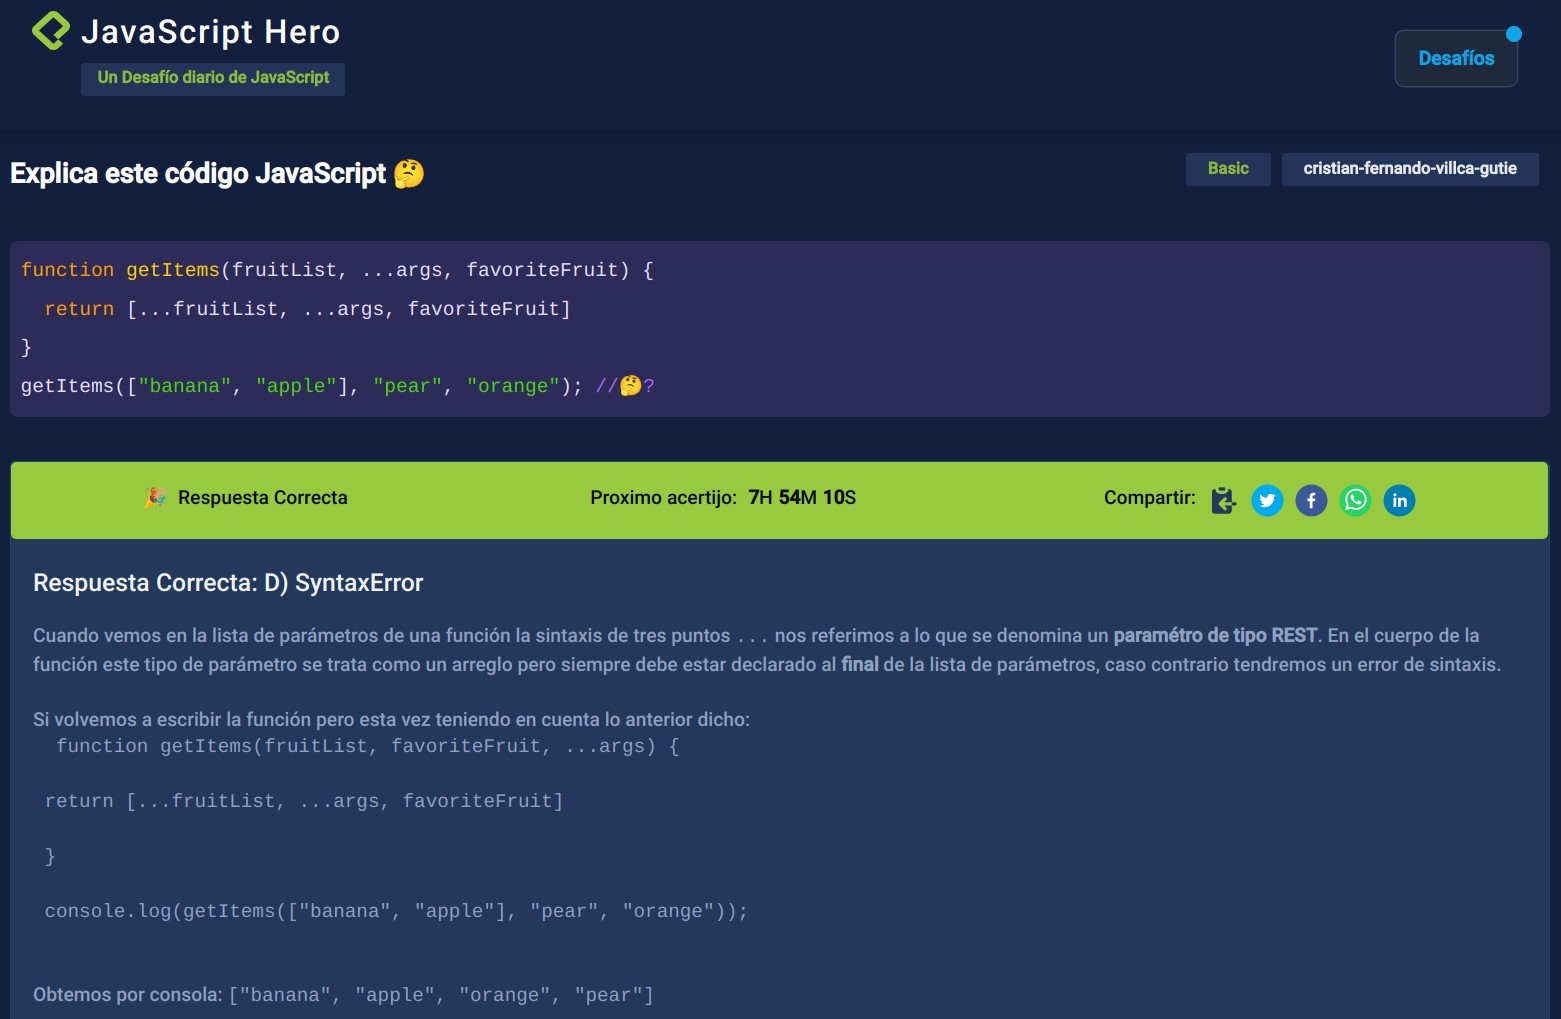 JavaScript Hero
Un Desafío diario de JavaScript
Desafíos
Explica este código JavaScript 🤔
Basic
cristian-fernando-villca-gutie
function getItems(fruitList, ...args, favoriteFruit) {
  return [...fruitList, ...args, favoriteFruit]
}
getItems(["banana", "apple"], "pear", "orange"); //🤔?
🎉 Respuesta Correcta
Proximo acertijo: 7H 54M 10S
Compartir:
Respuesta Correcta: D) SyntaxError
Cuando vemos en la lista de parámetros de una función la sintaxis de tres puntos ... nos referimos a lo que se denomina un paramétro de tipo REST. En el cuerpo de la
función este tipo de parámetro se trata como un arreglo pero siempre debe estar declarado al final de la lista de parámetros, caso contrario tendremos un error de sintaxis.
Si volvemos a escribir la función pero esta vez teniendo en cuenta lo anterior dicho:
function getItems(fruitList, favoriteFruit, ...args) {
return [...fruitList, ...args, favoriteFruit]
}
console.log(getItems(["banana", "apple"], "pear", "orange"));
Obtemos por consola: ["banana", "apple", "orange", "pear"]